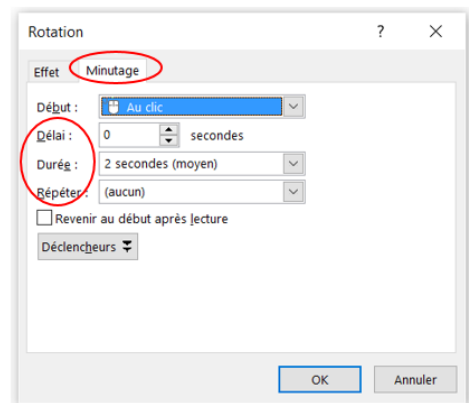 Rotation ? ×
Effet Minutage
Début : Au clic
Délai : 0 secondes
Durée : 2 secondes (moyen)
Répéter : (aucun)
Revenir au début après lecture
Déclencheurs
OK Annuler